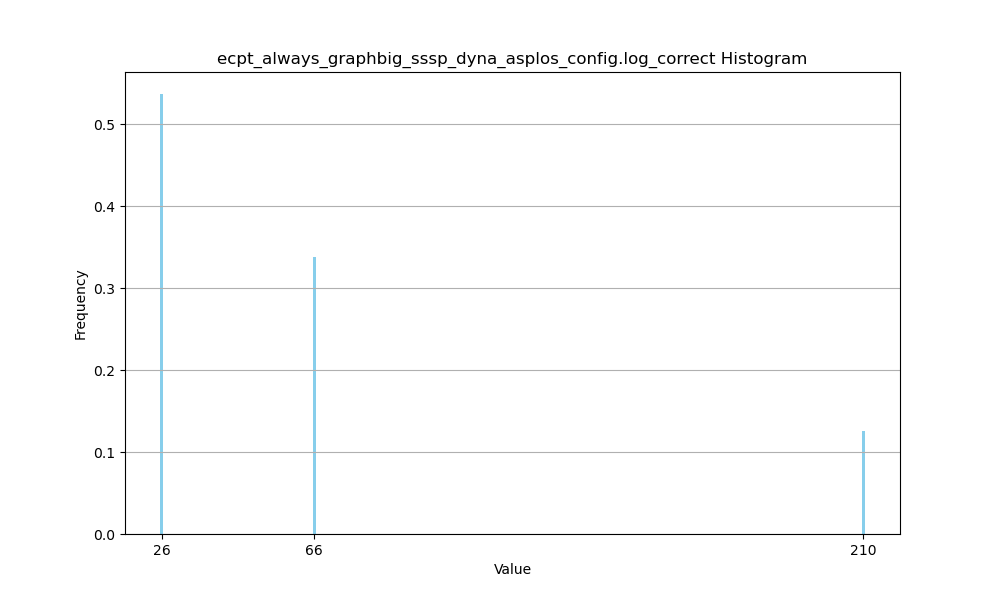 ecpt_always_graphbig_sssp_dyna_asplos_config.log_correct Histogram
Frequency
0.5
0.4
0.3
0.2
0.1
0.0
26 66 210
Value